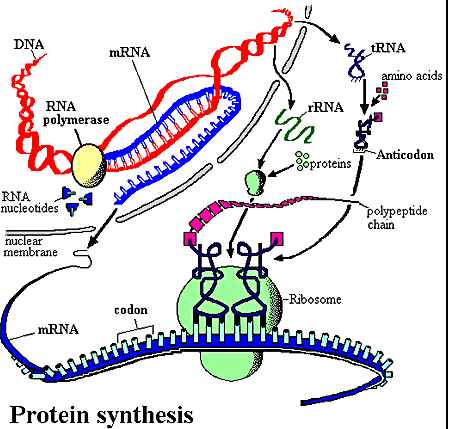 DNA
mRNA
tRNA
amino acids
RNA
polymerase
rRNA
Anticodon
proteins
RNA
nucleotides
polypeptide
chain
nuclear
membrane
Ribosome
codon
mRNA
Protein synthesis